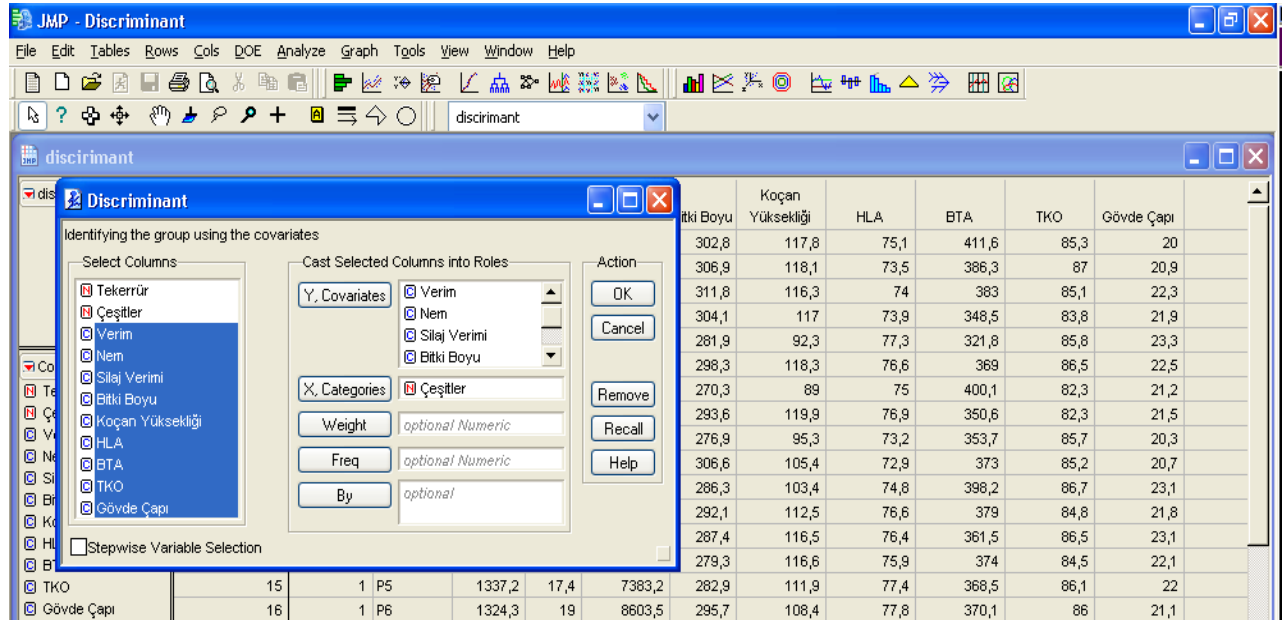 JMP - Discriminant
File Edit Tables Rows Cols DOE Analyze Graph Tools View Window Help
discirimant
discirimant
dis
Discriminant
Identifying the group using the covariates
Select Columns
Tekerrür
Çeşitler
Verim
Nem
Silaj Verimi
Bitki Boyu
Koçan Yüksekliği
HLA
BTA
TKO
Gövde Çapı
Stepwise Variable Selection
Cast Selected Columns into Roles
Y, Covariates
Verim
Nem
Silaj Verimi
Bitki Boyu
X, Categories Çeşitler
Weight optional Numeric
Freq optional Numeric
By optional
Action
OK
Cancel
Remove
Recall
Help
itki Boyu Koçan Yüksekliği HLA BTA TKO Gövde Çapı
302,8 117,8 75,1 411,6 85,3 20
306,9 118,1 73,5 386,3 87 20,9
311,8 116,3 74 383 85,1 22,3
304,1 117 73,9 348,5 83,8 21,9
281,9 92,3 77,3 321,8 85,8 23,3
298,3 118,3 76,6 369 86,5 22,5
270,3 89 75 400,1 82,3 21,2
293,6 119,9 76,9 350,6 82,3 21,5
276,9 95,3 73,2 353,7 85,7 20,3
306,6 105,4 72,9 373 85,2 20,7
286,3 103,4 74,8 398,2 86,7 23,1
292,1 112,5 76,6 379 84,8 21,8
287,4 116,5 76,4 361,5 86,5 23,1
279,3 116,6 75,9 374 84,5 22,1
15 1 P5 1337,2 17,4 7383,2 282,9 111,9 77,4 368,5 86,1 22
16 1 P6 1324,3 19 8603,5 295,7 108,4 77,8 370,1 86 21,1
Co
Te
Çe
Ve
Ne
Si
Bi
Ko
HL
BT
TKO
Gövde Çapı